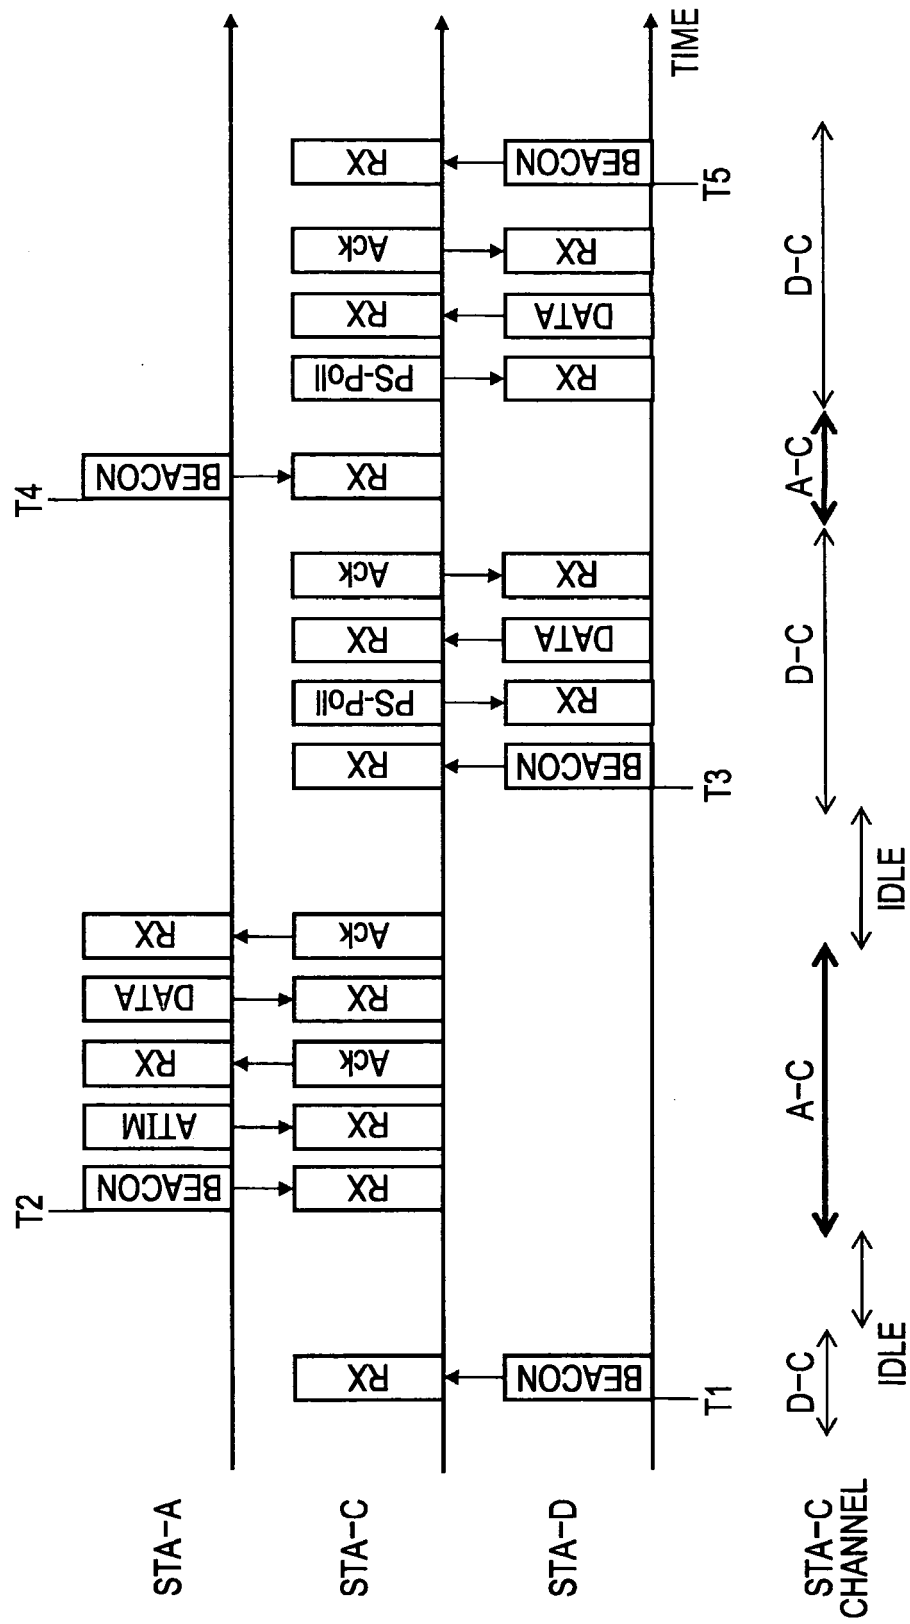 T2
T4
STA-A
BEACON
ATIM
RX
DATA
RX
BEACON
STA-C
RX
RX
RX
Ack
RX
Ack
RX
PS-Poll
RX
Ack
RX
PS-Poll
RX
Ack
RX
STA-D
BEACON
BEACON
RX
DATA
RX
RX
DATA
RX
BEACON
T1
T3
T5
TIME
STA-C
CHANNEL
D-C
IDLE
A-C
IDLE
D-C
A-C
D-C